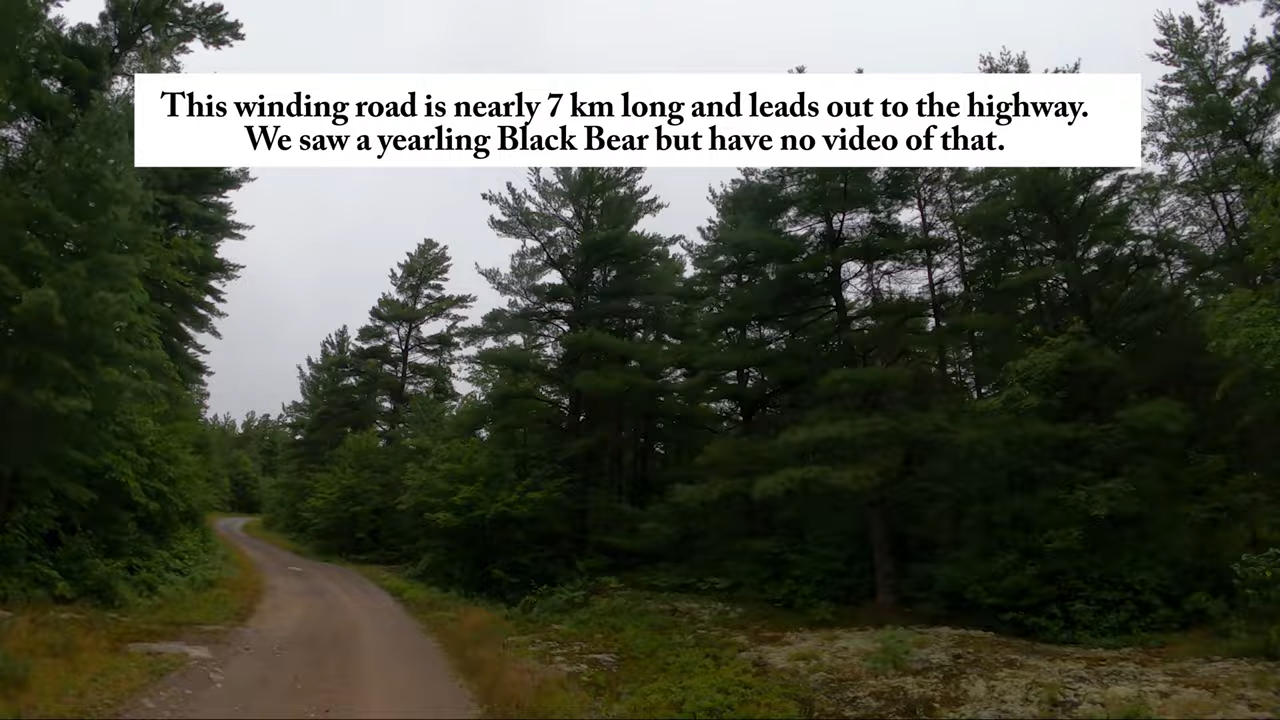 This winding road is nearly 7 km long and leads out to the highway.
We saw a yearling Black Bear but have no video of that.